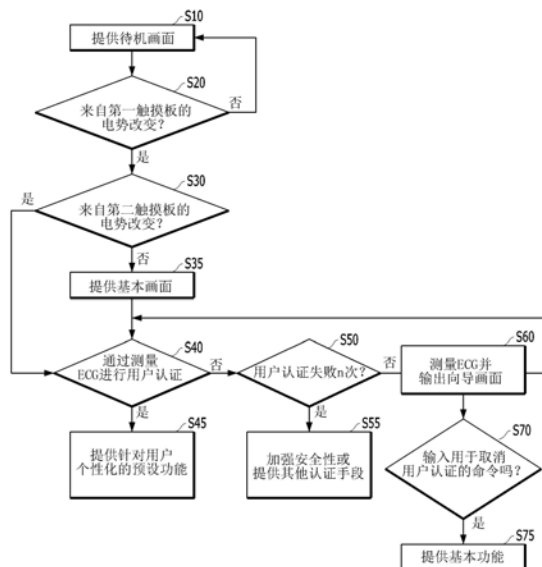 S10
提供待机画面
S20
来自第一触摸板的
电势改变?
否
是
S30
是
来自第二触摸板的
电势改变?
否
S35
提供基本画面
S40
通过测量
ECG进行用户认证
否
S50
用户认证失败n次?
否
S60
测量ECG并
输出向导画面
是
S45
提供针对用户
个性化的预设功能
是
S55
加强安全性或
提供其他认证手段
S70
输入用于取消
用户认证的命令吗?
是
S75
提供基本功能